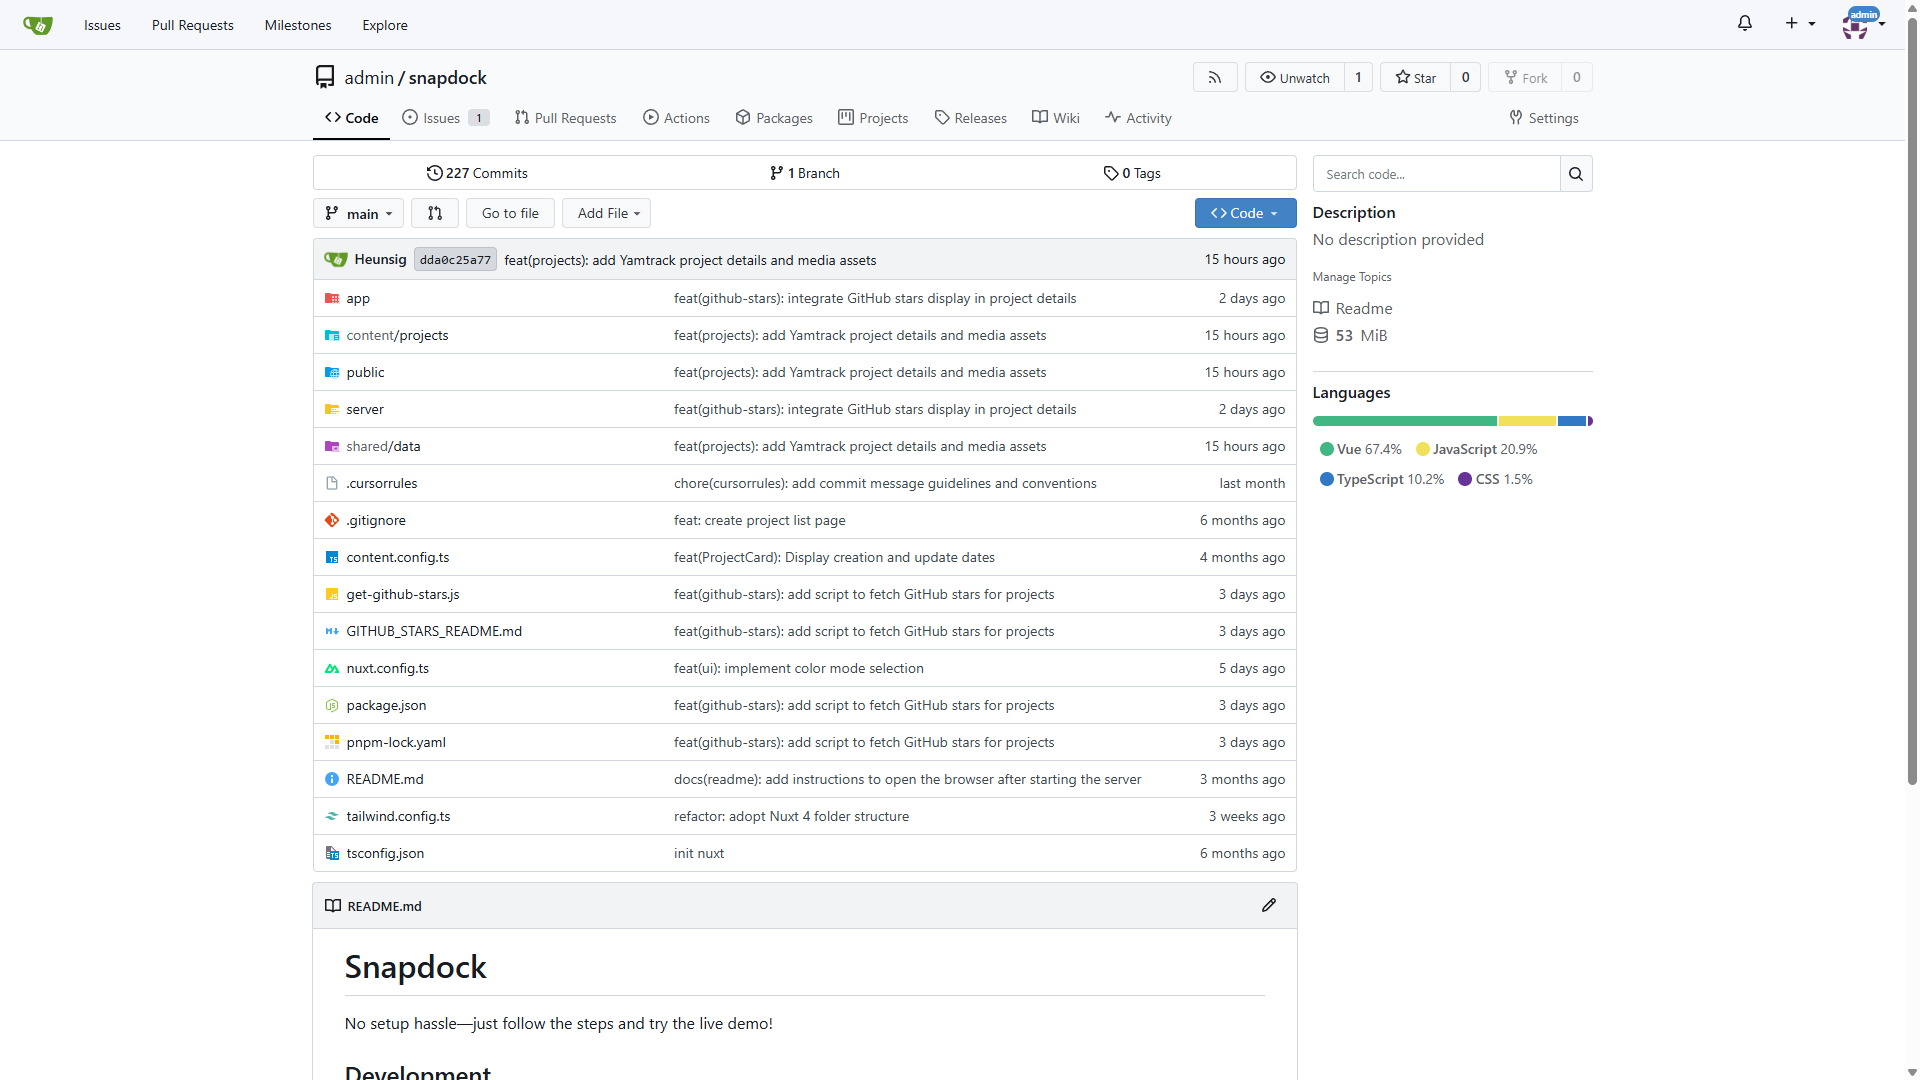 Issues Pull Requests Milestones Explore admin
admin / snapdock Unwatch 1 Star 0 Fork 0
Code Issues 1 Pull Requests Actions Packages Projects Releases Wiki Activity Settings
227 Commits 1 Branch 0 Tags
Search code...
main Go to file Add File Code
Description
No description provided
Manage Topics
Readme
53 MiB
Languages
Vue 67.4% JavaScript 20.9%
TypeScript 10.2% CSS 1.5%
Heunsig dda0c25a77 feat(projects): add Yamtrack project details and media assets 15 hours ago
app feat(github-stars): integrate GitHub stars display in project details 2 days ago
content/projects feat(projects): add Yamtrack project details and media assets 15 hours ago
public feat(projects): add Yamtrack project details and media assets 15 hours ago
server feat(github-stars): integrate GitHub stars display in project details 2 days ago
shared/data feat(projects): add Yamtrack project details and media assets 15 hours ago
.cursorrules chore(cursorrules): add commit message guidelines and conventions last month
.gitignore feat: create project list page 6 months ago
content.config.ts feat(ProjectCard): Display creation and update dates 4 months ago
get-github-stars.js feat(github-stars): add script to fetch GitHub stars for projects 3 days ago
GITHUB_STARS_README.md feat(github-stars): add script to fetch GitHub stars for projects 3 days ago
nuxt.config.ts feat(ui): implement color mode selection 5 days ago
package.json feat(github-stars): add script to fetch GitHub stars for projects 3 days ago
pnpm-lock.yaml feat(github-stars): add script to fetch GitHub stars for projects 3 days ago
README.md docs(readme): add instructions to open the browser after starting the server 3 months ago
tailwind.config.ts refactor: adopt Nuxt 4 folder structure 3 weeks ago
tsconfig.json init nuxt 6 months ago
README.md
Snapdock
No setup hassle—just follow the steps and try the live demo!
Development